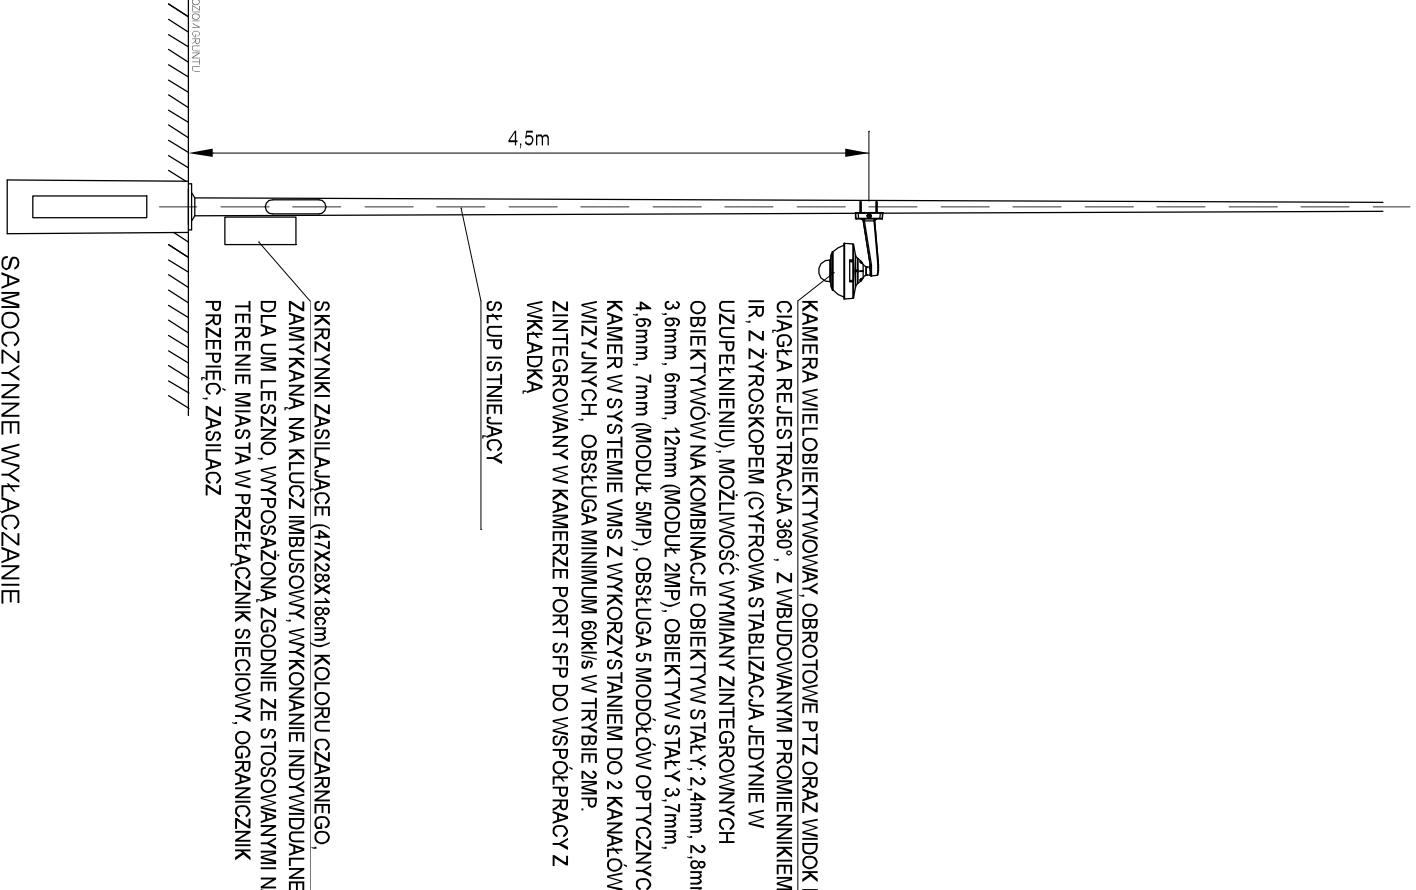 POZIOM GRUNTU
4,5m
KAMERA WIELOBIEKTYWOWAY, OBROTOWE PTZ ORAZ WIDOK
CIĄGŁA REJESTRACJA 360°, Z WBUDOWANYM PROMIENNIKIEM
IR, Z ŻYROSKOPEM (CYFROWA STABLIZACJA JEDYNIE W
UZUPEŁNIENIU), MOŻLIWOŚĆ WYMIANY ZINTEGROWNYCH
OBIEKTYWÓW NA KOMBINACJE OBIEKTYW STAŁY; 2,4mm, 2,8m
3,6mm, 6mm, 12mm (MODUŁ 2MP), OBIEKTYW STAŁY 3,7mm,
4,6mm, 7mm (MODUŁ 5MP), OBSŁUGA 5 MODÓŁÓW OPTYCZNYC
KAMER W SYSTEMIE VMS Z WYKORZYSTANIEM DO 2 KANAŁÓW
WIZYJNYCH, OBSŁUGA MINIMUM 60kl/s W TRYBIE 2MP.
ZINTEGROWANY W KAMERZE PORT SFP DO WSPÓŁPRACY Z
WKŁADKĄ
SŁUP ISTNIEJĄCY
SKRZYNKI ZASILAJĄCE (47X28X18cm) KOLORU CZARNEGO,
ZAMYKANĄ NA KLUCZ IMBUSOWY, WYKONANIE INDYWIDUALNE
DLA UM LESZNO, WYPOSAŻONĄ ZGODNIE ZE STOSOWANYMI N
TERENIE MIASTA W PRZEŁĄCZNIK SIECIOWY, OGRANICZNIK
PRZEPIĘĆ, ZASILACZ
SAMOCZYNNE WYŁĄCZANIE